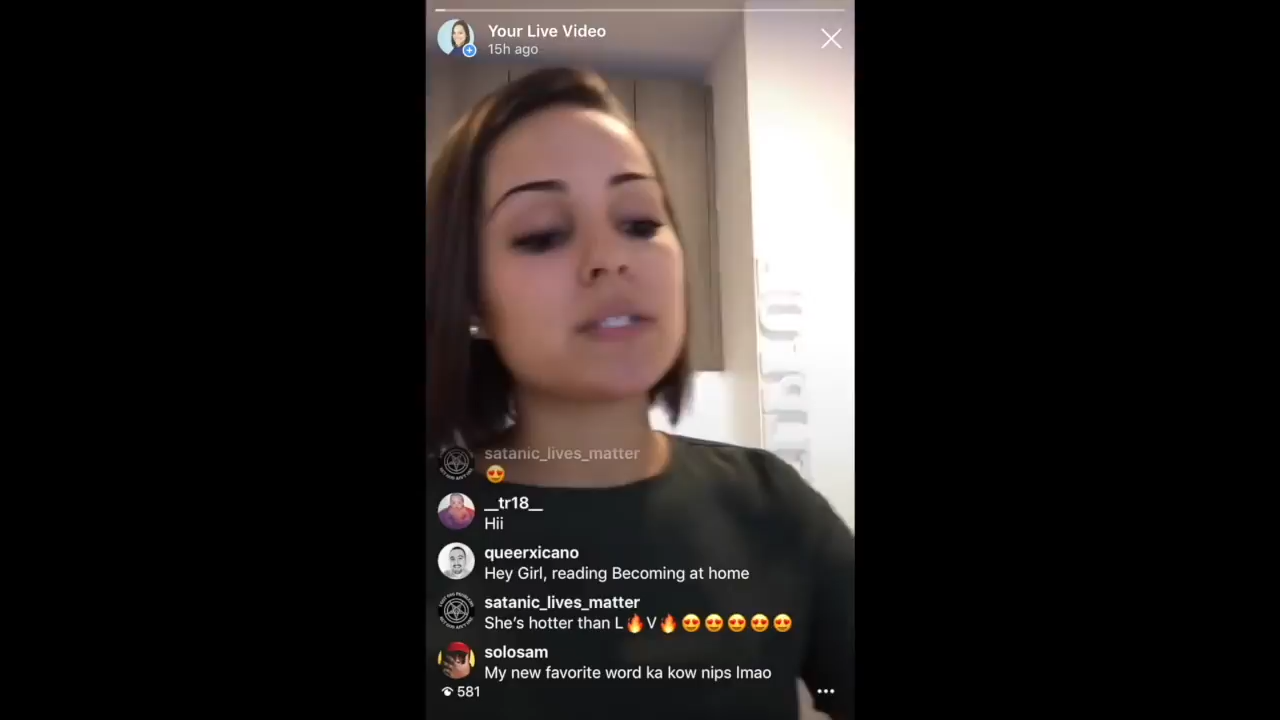 Your Live Video
15h ago
satanic_lives_matter
😍
__tr18__
Hii
queerxicano
Hey Girl, reading Becoming at home
satanic_lives_matter
She’s hotter than L🔥V🔥😍😍😍😍😍
solosam
My new favorite word ka kow nips lmao
581